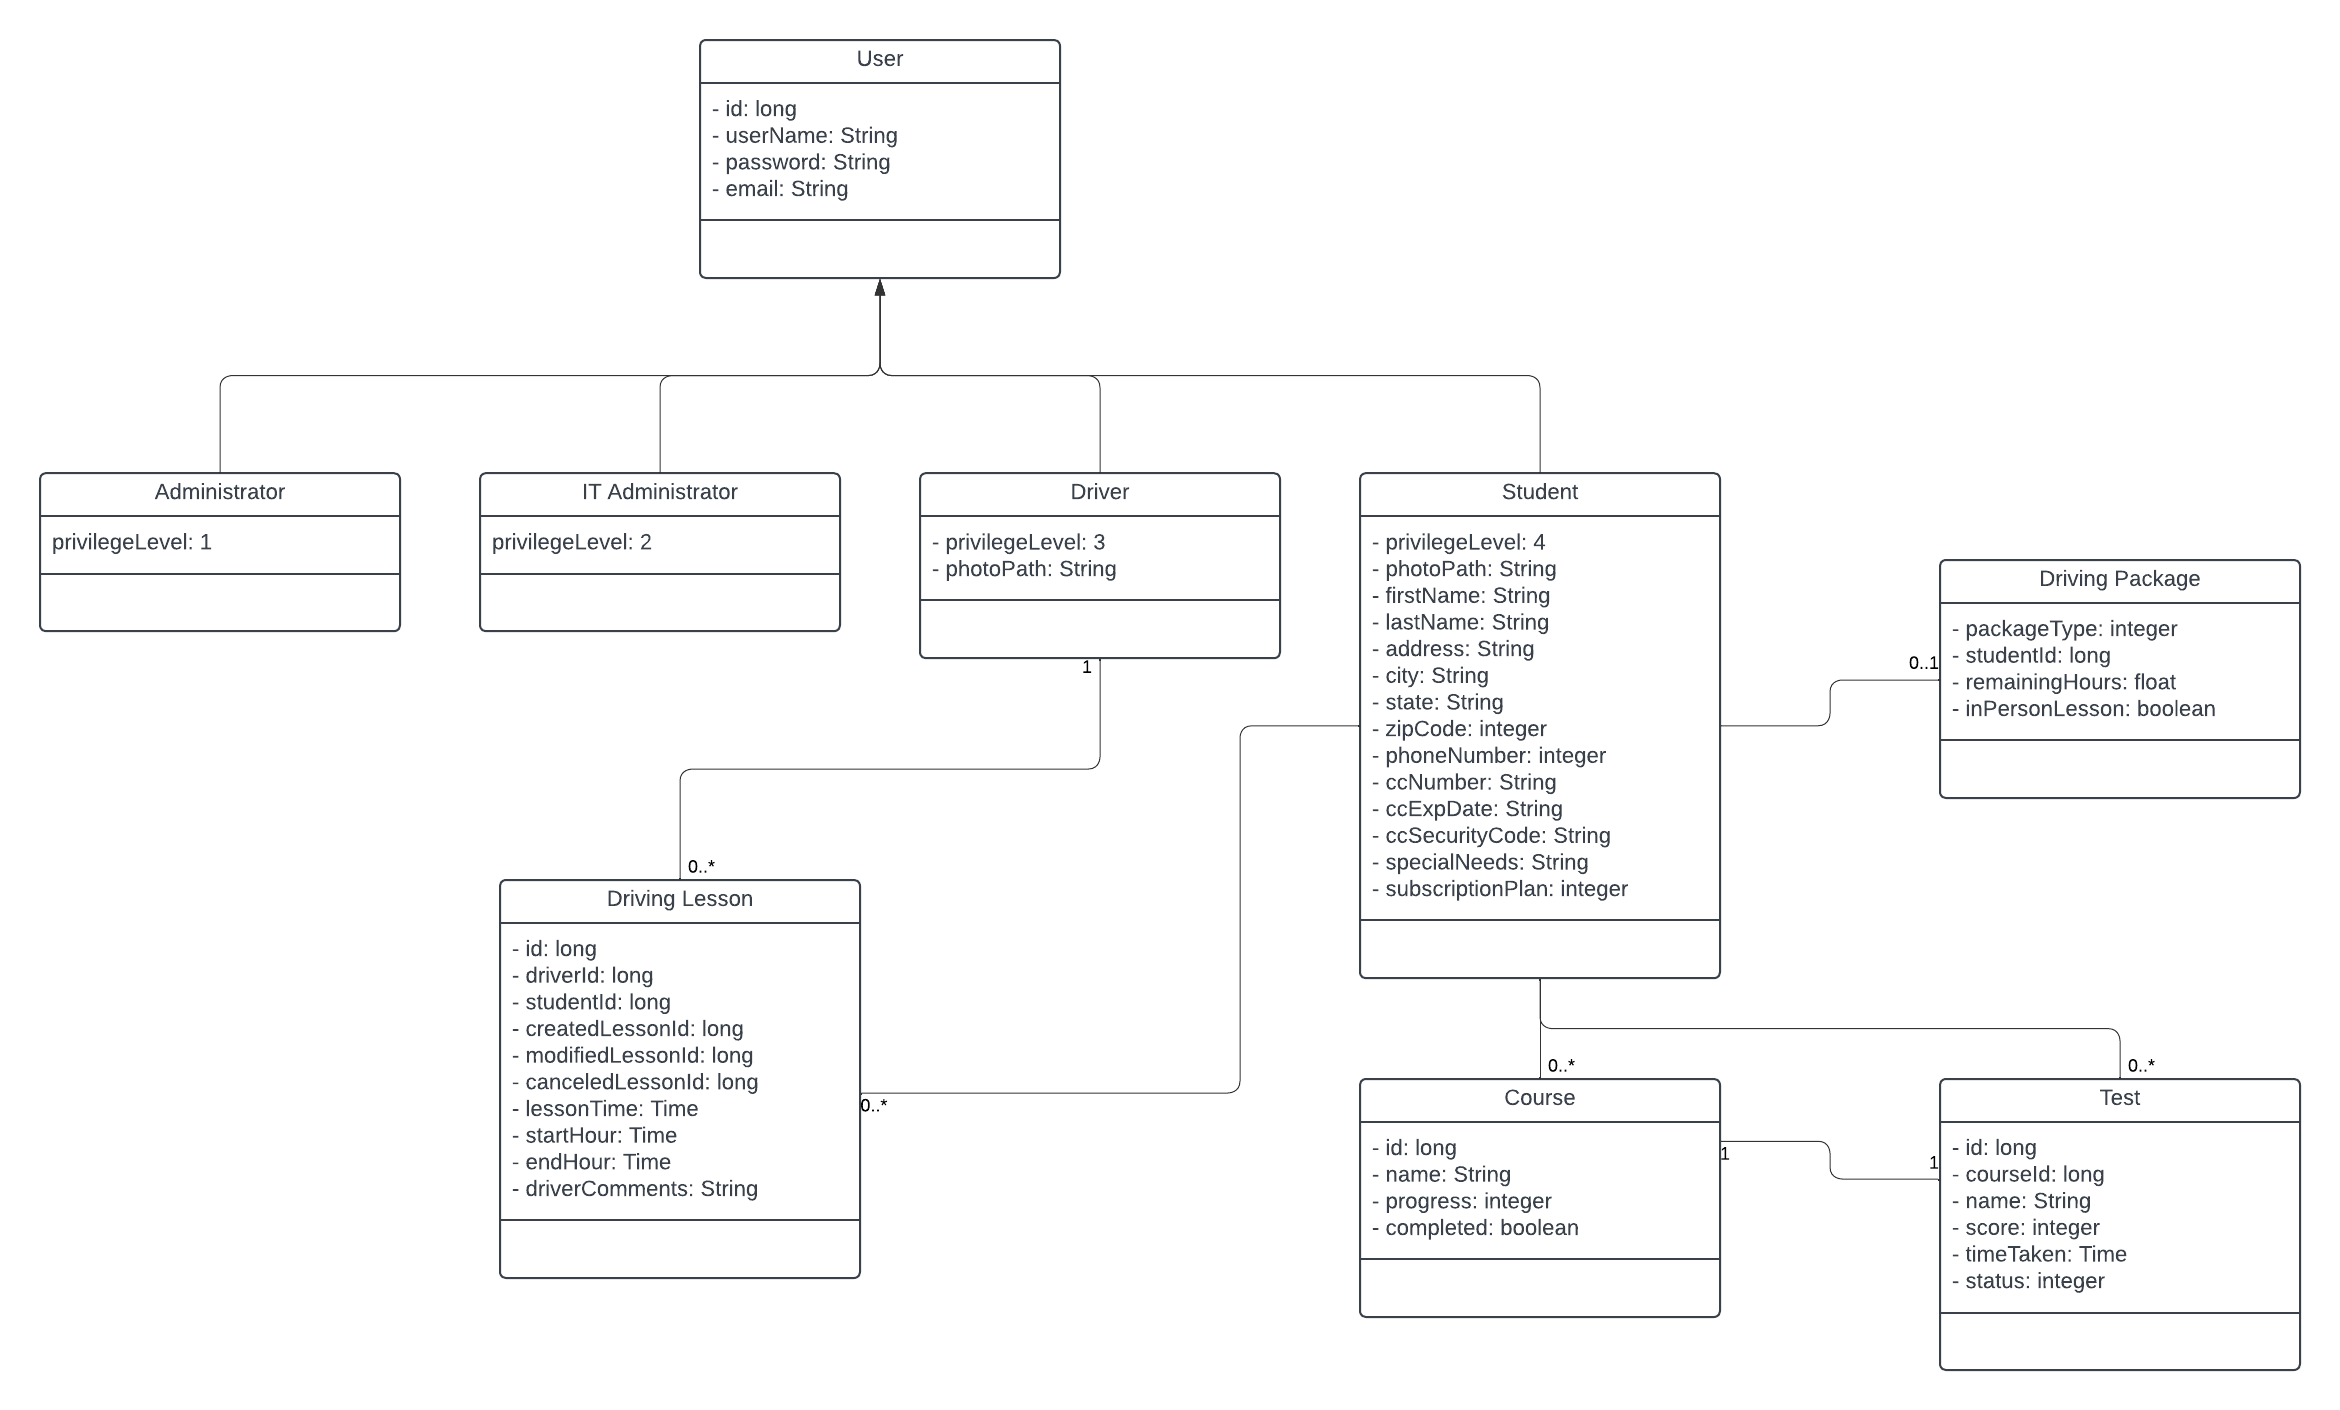 User
- id: long
- userName: String
- password: String
- email: String
Administrator
privilegeLevel: 1
IT Administrator
privilegeLevel: 2
Driver
- privilegeLevel: 3
- photoPath: String
1
Student
- privilegeLevel: 4
- photoPath: String
- firstName: String
- lastName: String
- address: String
- city: String
- state: String
- zipCode: integer
- phoneNumber: integer
- ccNumber: String
- ccExpDate: String
- ccSecurityCode: String
- specialNeeds: String
- subscriptionPlan: integer
0..1
Driving Package
- packageType: integer
- studentId: long
- remainingHours: float
- inPersonLesson: boolean
0..*
Driving Lesson
- id: long
- driverId: long
- studentId: long
- createdLessonId: long
- modifiedLessonId: long
- canceledLessonId: long
- lessonTime: Time
- startHour: Time
- endHour: Time
- driverComments: String
0..*
0..*
Course
- id: long
- name: String
- progress: integer
- completed: boolean
1
1
0..*
Test
- id: long
- courseId: long
- name: String
- score: integer
- timeTaken: Time
- status: integer